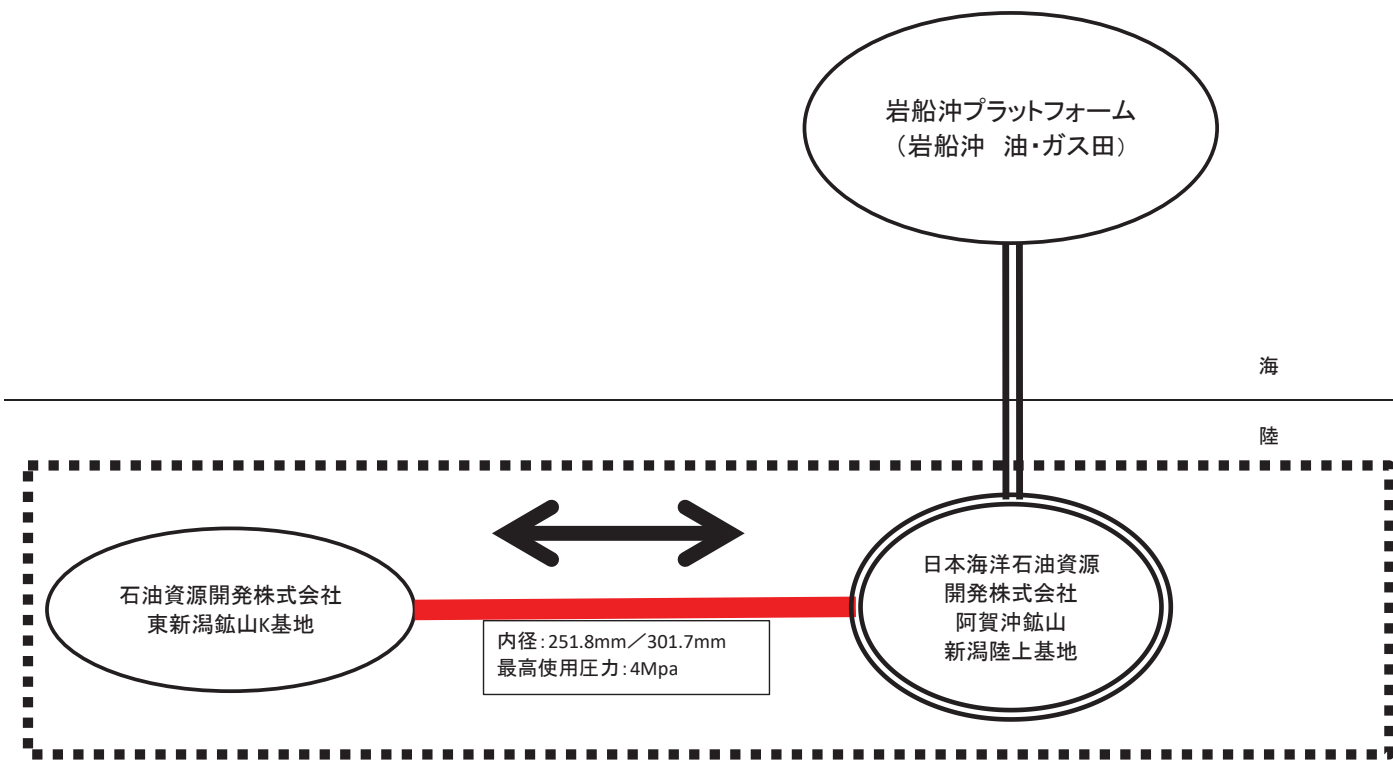 岩船沖プラットフォーム
（岩船沖　油・ガス田）
海
陸
石油資源開発株式会社
東新潟鉱山K基地
内径：251.8mm／301.7mm
最高使用圧力：4Mpa
日本海洋石油資源
開発株式会社
阿賀沖鉱山
新潟陸上基地